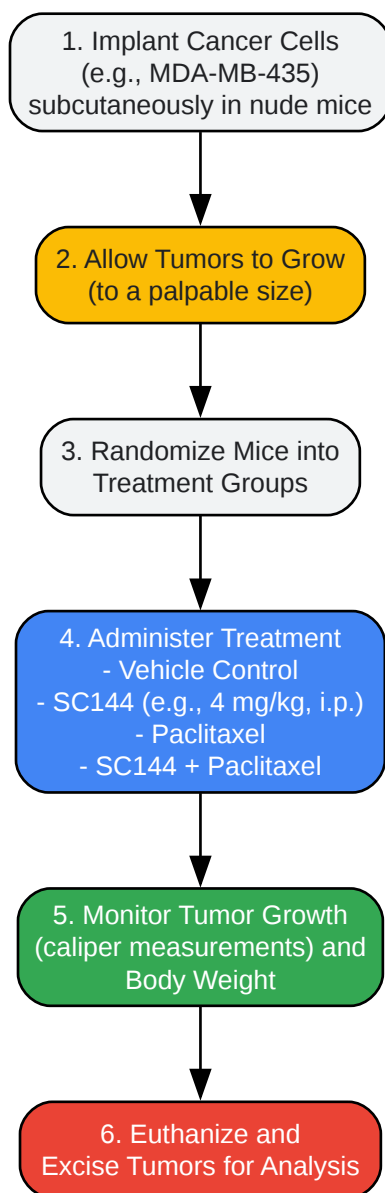 1. Implant Cancer Cells
(e.g., MDA-MB-435)
subcutaneously in nude mice
2. Allow Tumors to Grow
(to a palpable size)
3. Randomize Mice into
Treatment Groups
4. Administer Treatment
- Vehicle Control
- SC144 (e.g., 4 mg/kg, i.p.)
- Paclitaxel
- SC144 + Paclitaxel
5. Monitor Tumor Growth
(caliper measurements) and
Body Weight
6. Euthanize and
Excise Tumors for Analysis